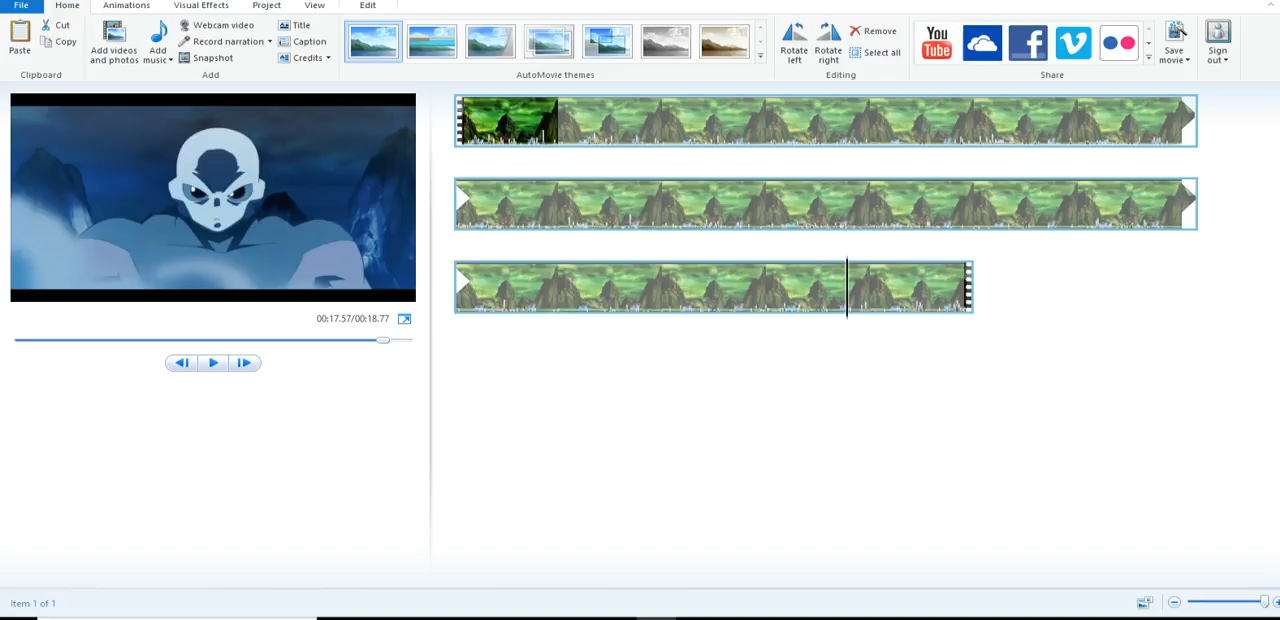 File Home Animations Visual Effects Project View Edit
Paste
Cut
Copy
Clipboard
Add videos
and photos
Add
music
Webcam video
Record narration
Snapshot
Title
Caption
Credits
Add
AutoMovie themes
Rotate
left
Rotate
right
Remove
Select all
Editing
You
Tube
f
v
Share
Save
movie
Sign
out
00:17.57/00:18.77
Item 1 of 1